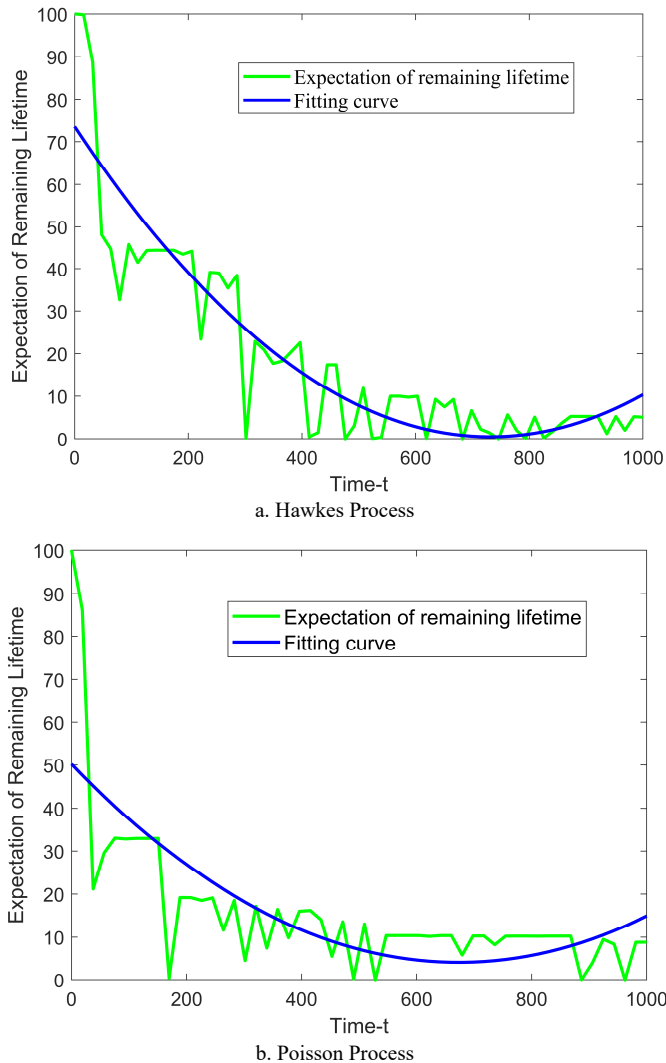 100
90
80
70
60
50
40
30
20
10
0
Expectation of Remaining Lifetime
Expectation of remaining lifetime
Fitting curve
0 200 400 600 800 1000
Time-t
a. Hawkes Process
100
90
80
70
60
50
40
30
20
10
0
Expectation of Remaining Lifetime
Expectation of remaining lifetime
Fitting curve
0 200 400 600 800 1000
Time-t
b. Poisson Process